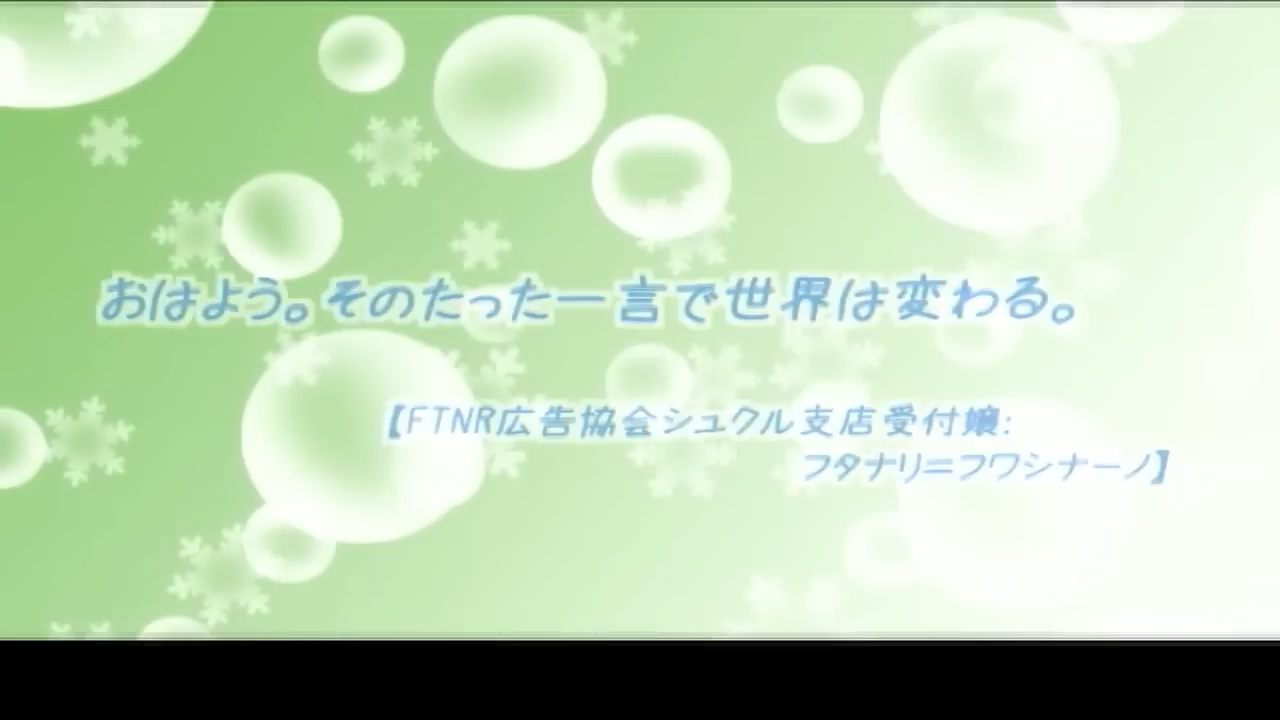 おはよう。そのたった一言で世界は変わる。
【FTNR広告協会シュクル支店受付嬢:
フタナリ=フワシナーノ】